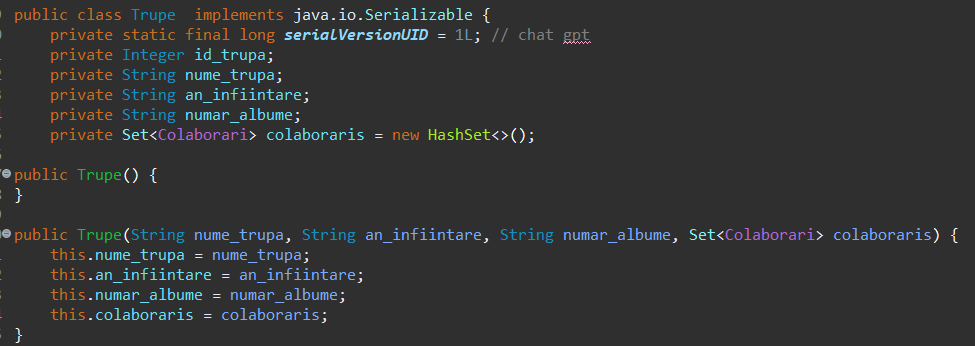 public class Trupe  implements java.io.Serializable {
    private static final long serialVersionUID = 1L; // chat gpt
    private Integer id_trupa;
    private String nume_trupa;
    private String an_infiintare;
    private String numar_albume;
    private Set<Colaborari> colaboraris = new HashSet<>();
public Trupe() {
}
public Trupe(String nume_trupa, String an_infiintare, String numar_albume, Set<Colaborari> colaboraris) {
    this.nume_trupa = nume_trupa;
    this.an_infiintare = an_infiintare;
    this.numar_albume = numar_albume;
    this.colaboraris = colaboraris;
}